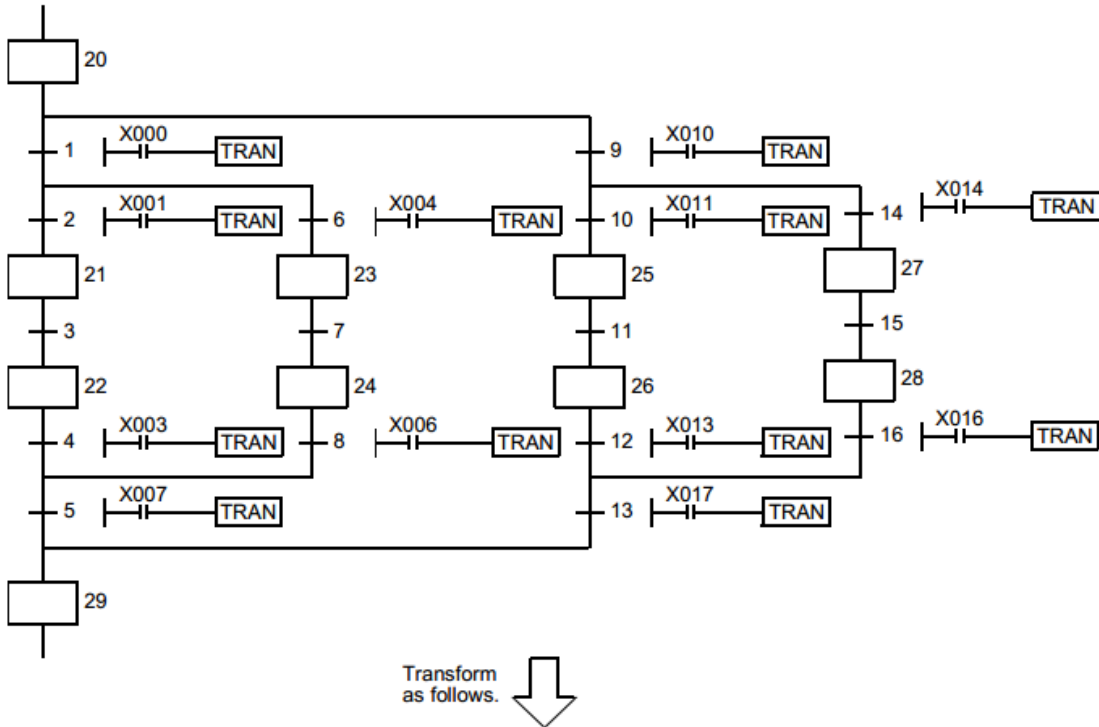 20
1 X000 TRAN 9 X010 TRAN
2 X001 TRAN 6 X004 TRAN 10 X011 TRAN 14 X014 TRAN
21 23 25 27
3 7 11 15
22 24 26 28
4 X003 TRAN 8 X006 TRAN 12 X013 TRAN 16 X016 TRAN
5 X007 TRAN 13 X017 TRAN
29
Transform
as follows.